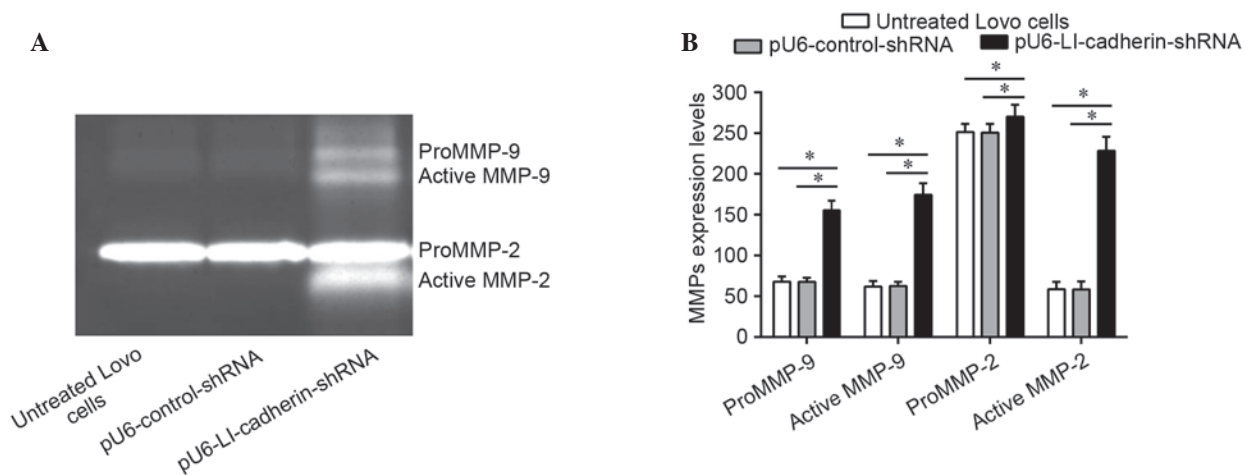 A
ProMMP-9
Active MMP-9
ProMMP-2
Active MMP-2
Untreated Lovo
cells
pU6-control-shRNA
pU6-LI-cadherin-shRNA
B
Untreated Lovo cells
pU6-control-shRNA
pU6-LI-cadherin-shRNA
MMPs expression levels
300
250
200
150
100
50
0
* * * * * * * *
ProMMP-9
Active MMP-9
ProMMP-2
Active MMP-2